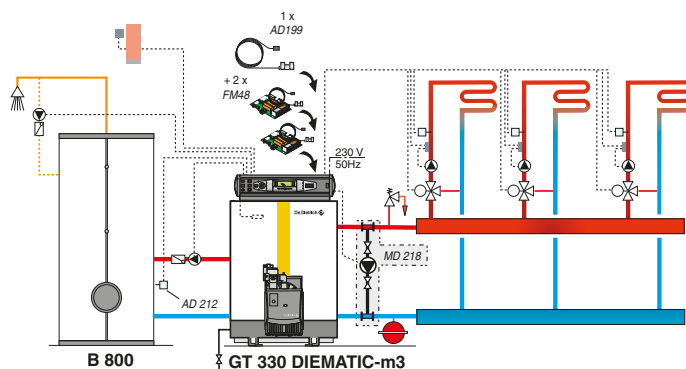 1 x
AD199
+ 2 x
FM48
230 V
50Hz
De Dietrich
MD 218
AD 212
B 800
GT 330 DIEMATIC-m3